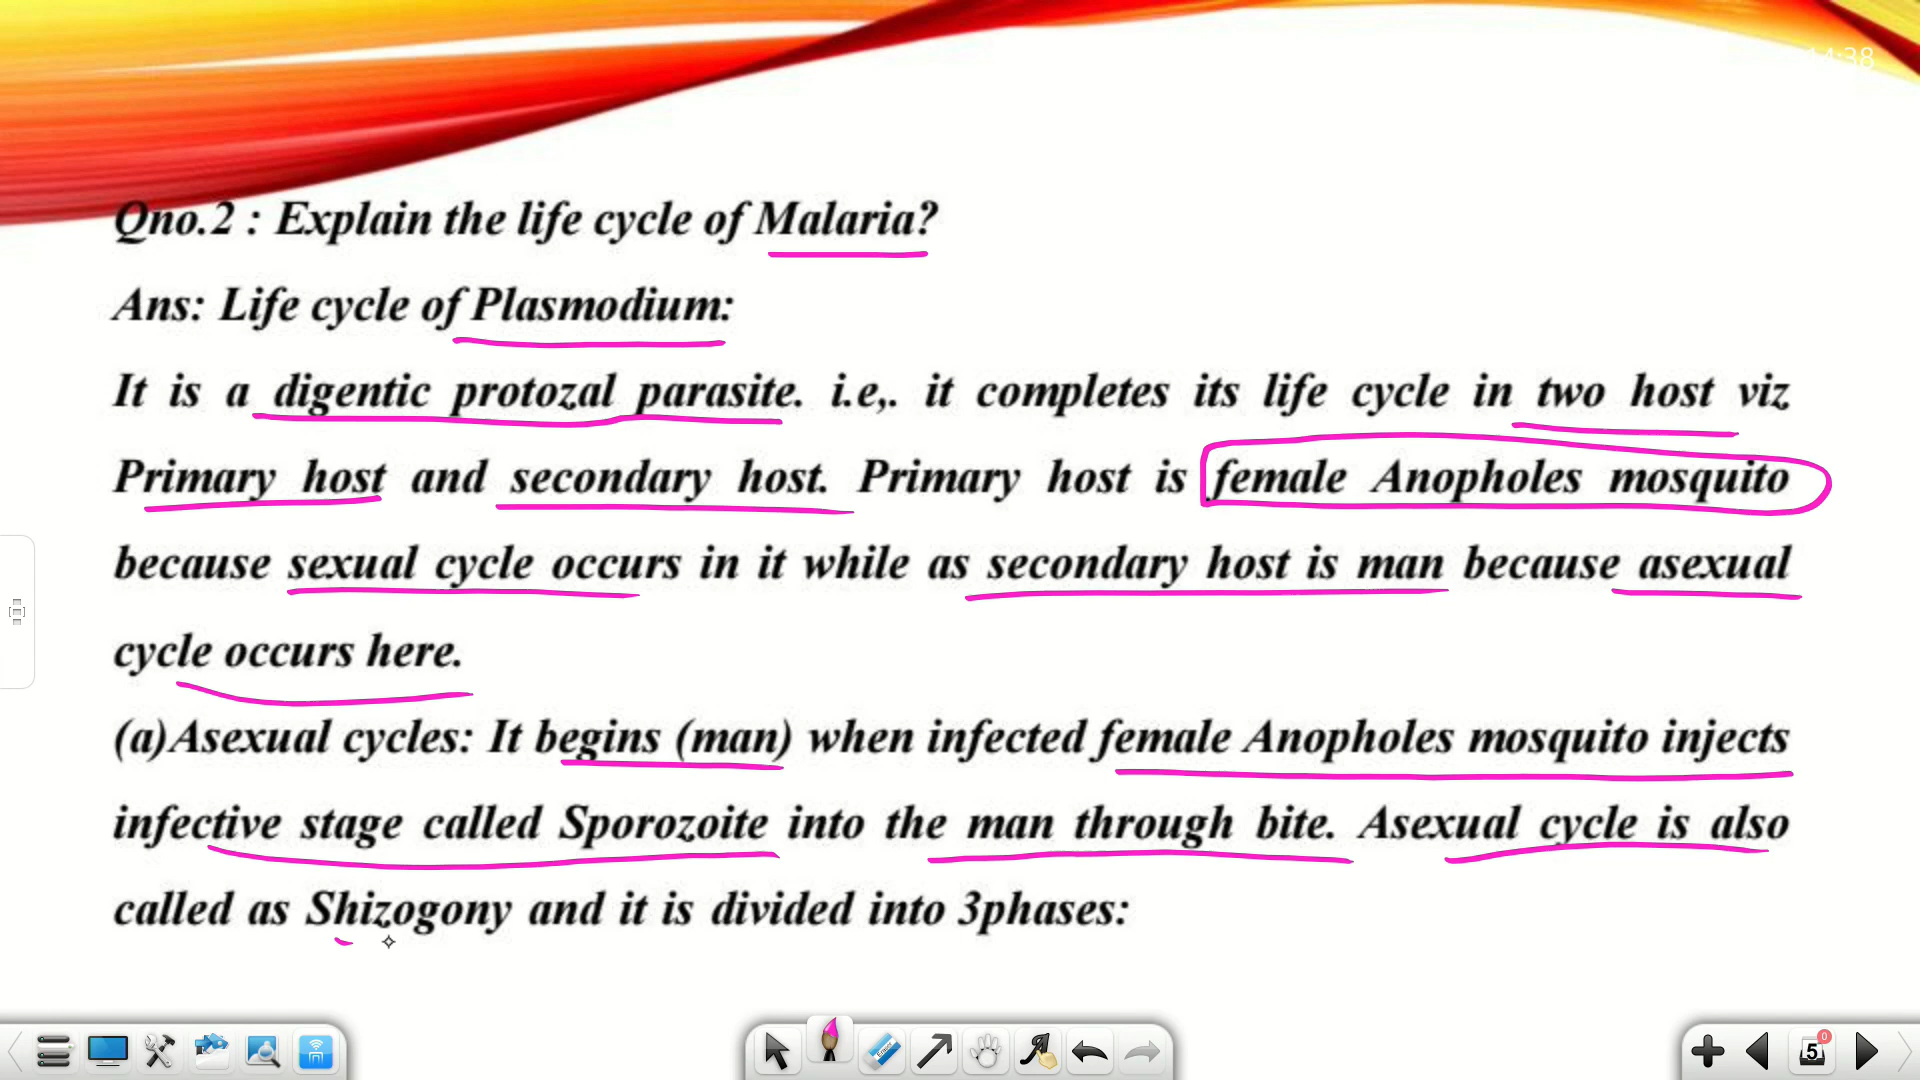 14:38
Qno.2 : Explain the life cycle of Malaria?
Ans: Life cycle of Plasmodium:
It is a digentic protozal parasite. i.e,. it completes its life cycle in two host viz
Primary host and secondary host. Primary host is female Anopholes mosquito
because sexual cycle occurs in it while as secondary host is man because asexual
cycle occurs here.
(a)Asexual cycles: It begins (man) when infected female Anopholes mosquito injects
infective stage called Sporozoite into the man through bite. Asexual cycle is also
called as Shizogony and it is divided into 3phases:
5
0